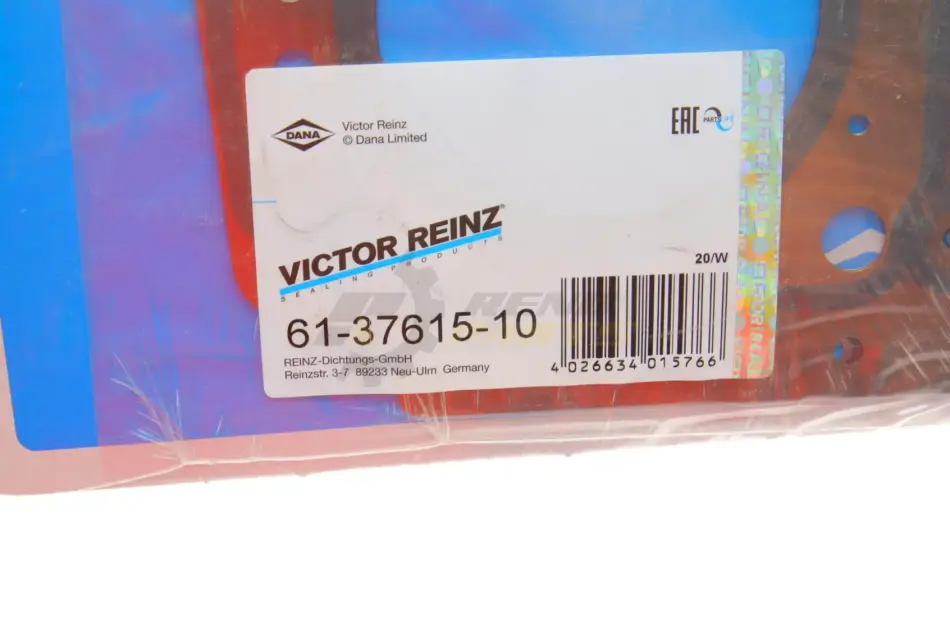 DANA
Victor Reinz
© Dana Limited
EAC
VICTOR REINZ®
SEALING PRODUCTS
20/W
61-37615-10
REINZ-Dichtungs-GmbH
Reinzstr. 3-7 89233 Neu-Ulm Germany
4 026634 015766